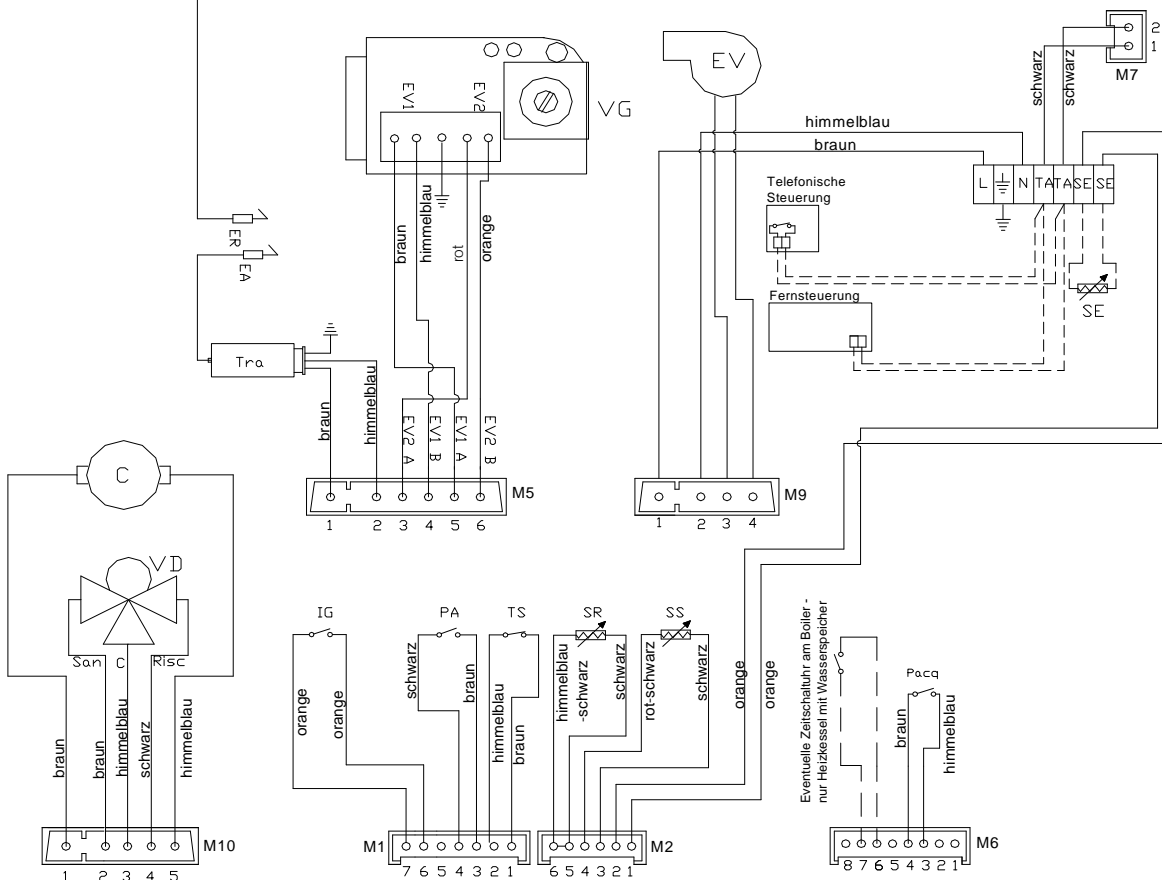 EV1
EV2
VG
EV
2
1
M7
schwarz
schwarz
himmelblau
braun
L
N
TA
TA
SE
SE
Telefonische
Steuerung
Fernsteuerung
SE
ER
EA
Tra
braun
himmelblau
rot
orange
braun
himmelblau
EV2 A
EV1 B
EV1 A
EV2 B
M5
1 2 3 4 5 6
M9
1 2 3 4
C
VD
San C Risc
braun
braun
himmelblau
schwarz
himmelblau
M10
1 2 3 4 5
IG
PA
TS
SR
SS
orange
orange
schwarz
braun
himmelblau
braun
himmelblau
-schwarz
schwarz
rot-schwarz
schwarz
orange
orange
M1
7 6 5 4 3 2 1
M2
6 5 4 3 2 1
Eventuelle Zeitschaltuhr am Boiler -
nur Heizkessel mit Wasserspeicher
Pacq
braun
himmelblau
M6
8 7 6 5 4 3 2 1